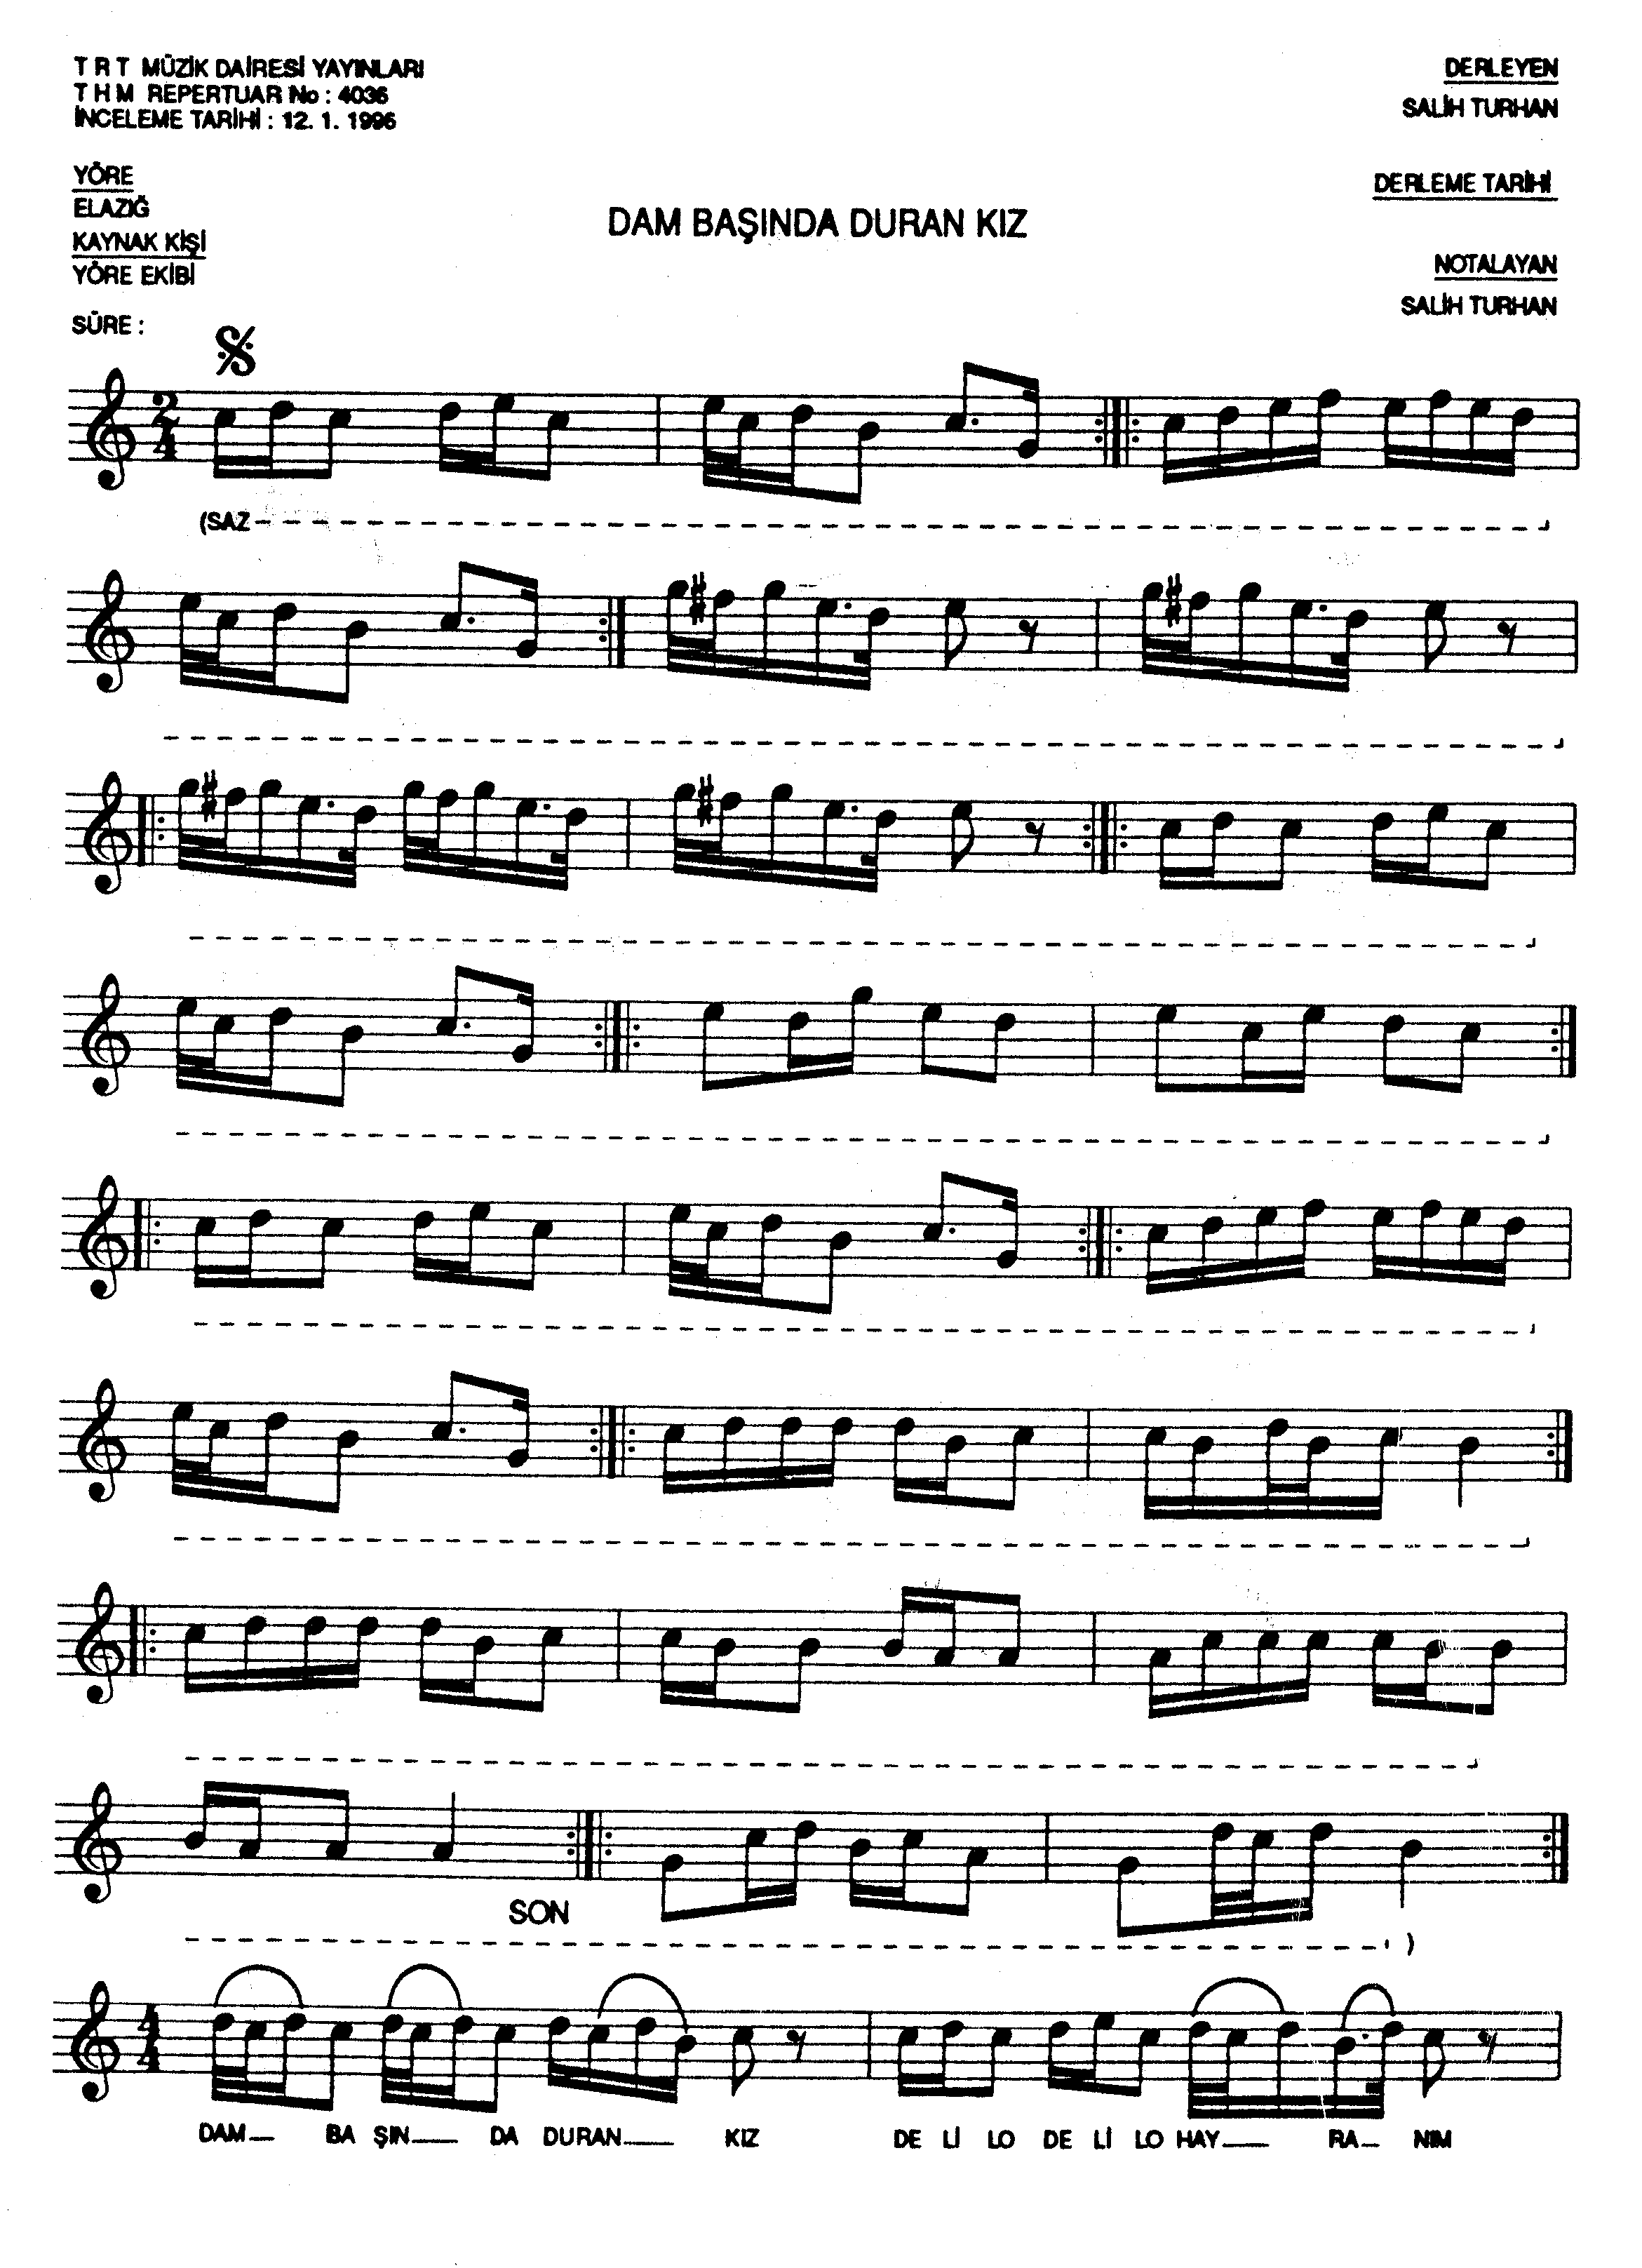 T R T MÜZİK DAİRESİ YAYINLARI
T H M REPERTUAR No : 4036
İNCELEME TARİHİ : 12. 1. 1996
DERLEYEN
SALİH TURHAN
YÖRE
ELAZIĞ
DERLEME TARİHİ
DAM BAŞINDA DURAN KIZ
KAYNAK KİŞİ
YÖRE EKİBİ
NOTALAYAN
SALİH TURHAN
SÜRE :
2
4
(SAZ
SON
)
4
4
DAM BA ŞIN DA DURAN KIZ DE Lİ LO DE Lİ LO HAY RA NIM